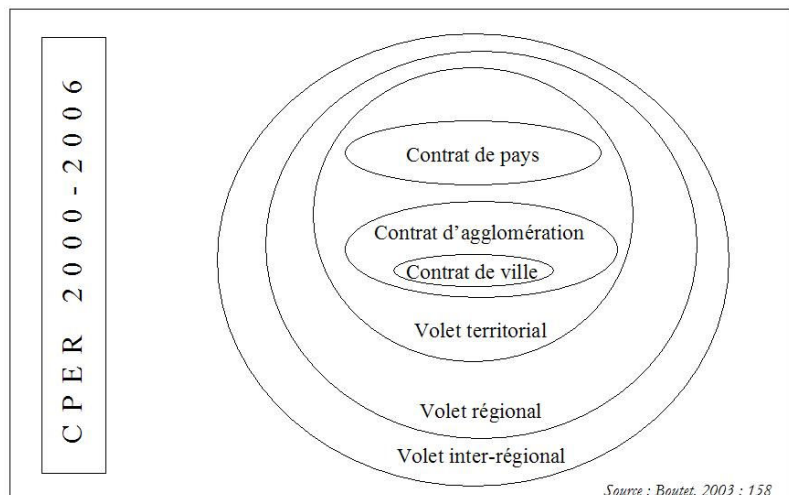 CPER 2000-2006
Contrat de pays
Contrat d’agglomération
Contrat de ville
Volet territorial
Volet régional
Volet inter-régional
Source : Boutet, 2003 : 158